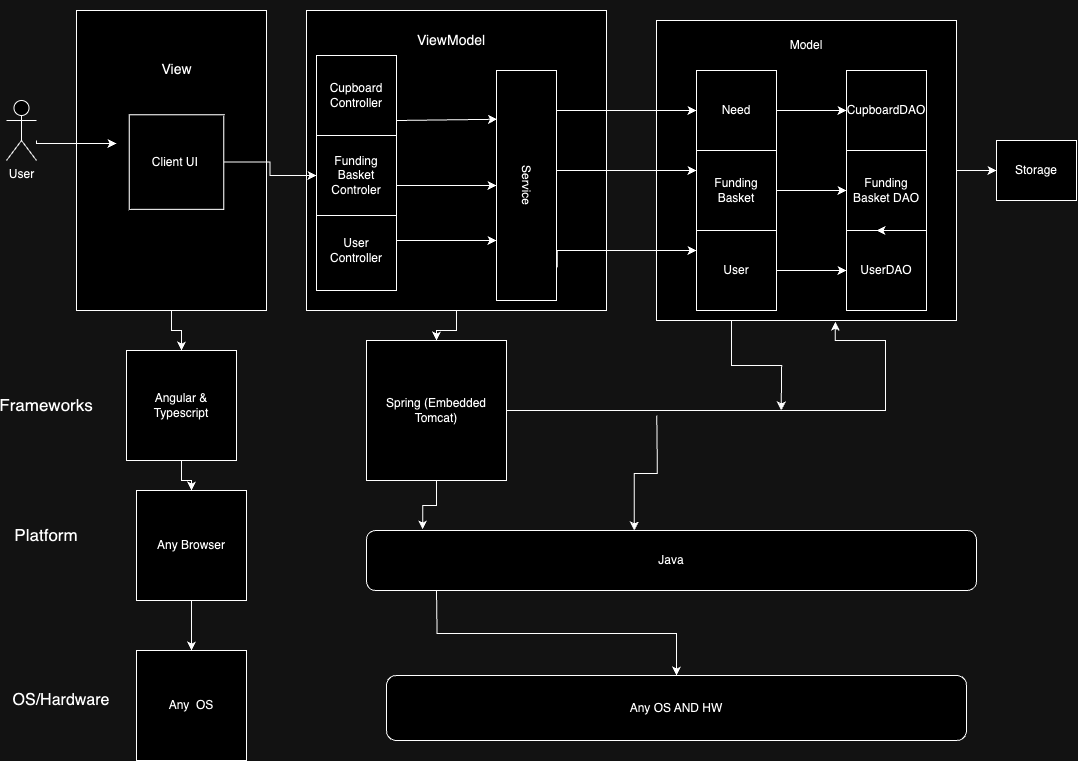 View
ViewModel
Model
Cupboard
Controller
Need
CupboardDAO
User
Client UI
Funding
Basket
Controler
Service
Funding
Basket
Funding
Basket DAO
Storage
User
Controller
User
UserDAO
Frameworks
Angular &
Typescript
Spring (Embedded
Tomcat)
Platform
Any Browser
Java
OS/Hardware
Any  OS
Any OS AND HW